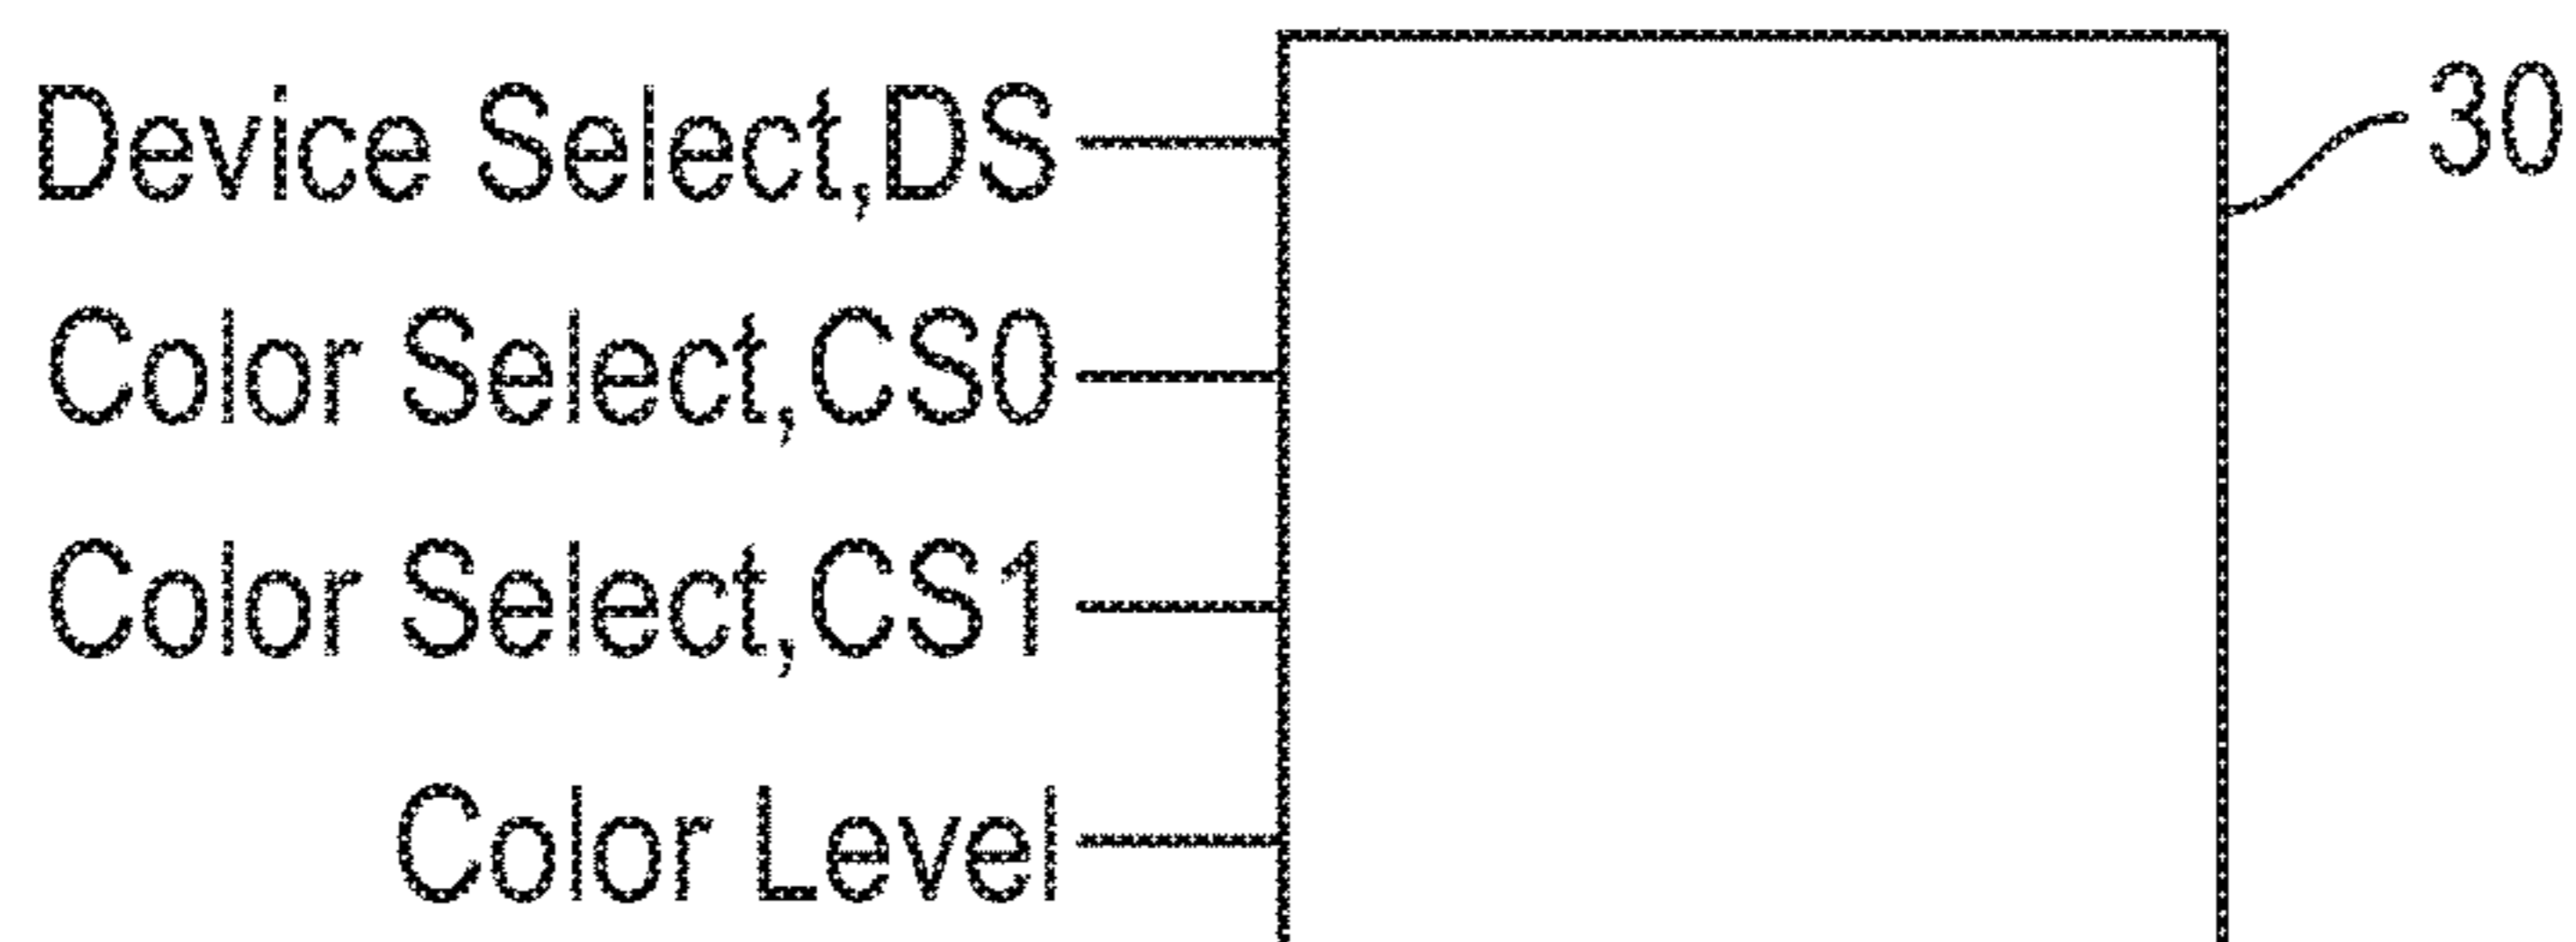 Device Select,DS
30
Color Select,CS0
Color Select,CS1
Color Level